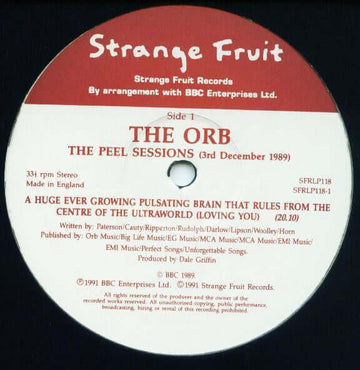 Strange Fruit
Strange Fruit Records
By arrangement with BBC Enterprises Ltd.
Side 1
THE ORB
THE PEEL SESSIONS (3rd December 1989)
33⅓ rpm Stereo
Made in England
SFRLP118
SFRLP118-1
A HUGE EVER GROWING PULSATING BRAIN THAT RULES FROM THE
CENTRE OF THE ULTRAWORLD (LOVING YOU) (20.10)
Written by: Paterson/Cauty/Ripperton/Rudolph/Darlow/Lipson/Woolley/Horn
Published by: Orb Music/Big Life Music/EG Music/MCA Music/MCA Music/EMI Music/
EMI Music/Perfect Songs/Unforgettable Songs.
Produced by Dale Griffin
© BBC 1989.
℗1991 BBC Enterprises Ltd. ©1991 Strange Fruit Records.
All rights reserved of the producer and the owner of the
recorded works reserved. All unauthorised copying, public performance,
broadcasting, hiring or rental of this recording prohibited.